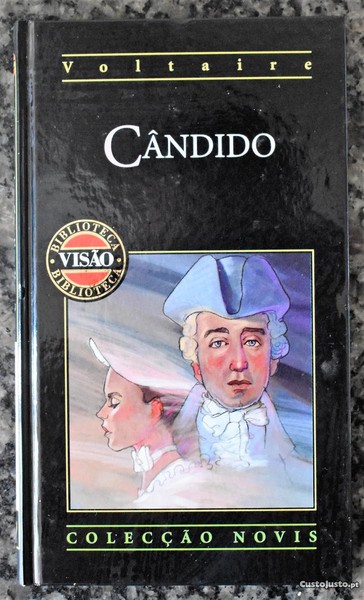 Voltaire
CÂNDIDO
BIBLIOTECA
VISÃO
BIBLIOTECA
COLECÇÃO NOVIS
CustoJusto.pt